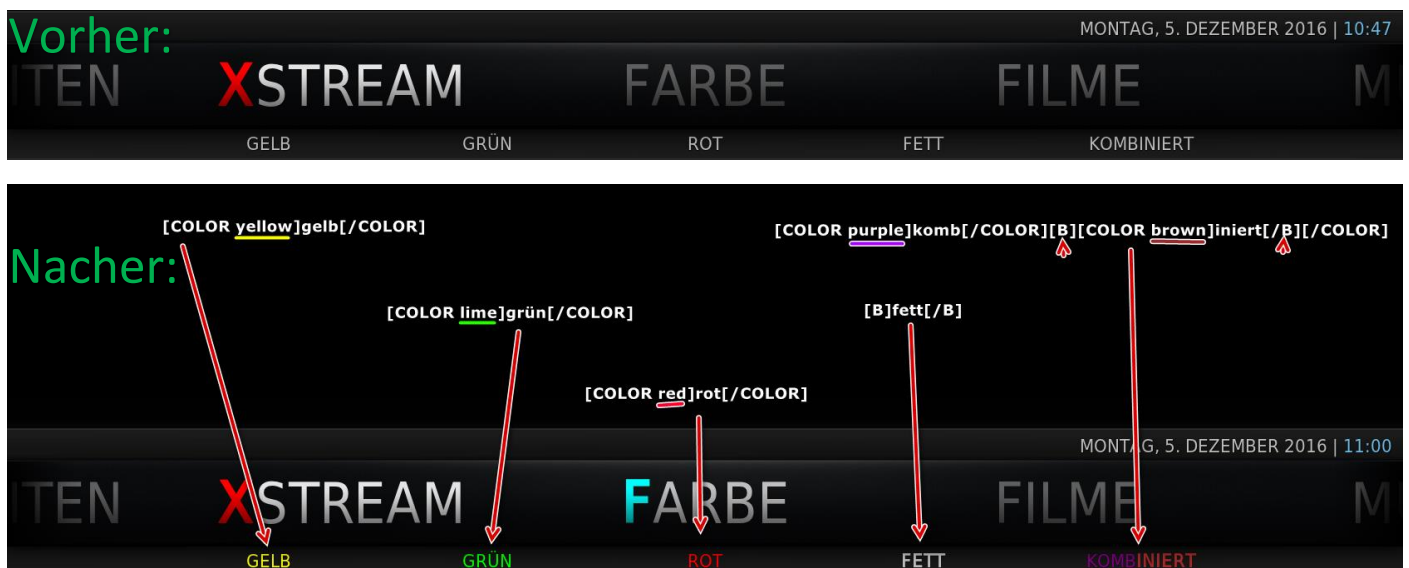 Vorher:
MONTAG, 5. DEZEMBER 2016 | 10:47
ITEN XSTREAM FARBE FILME M
GELB GRÜN ROT FETT KOMBINIERT
[COLOR yellow]gelb[/COLOR]
[COLOR purple]komb[/COLOR][B][COLOR brown]iniert[/B][/COLOR]
Nacher:
[COLOR lime]grün[/COLOR]
[B]fett[/B]
[COLOR red]rot[/COLOR]
MONTAG, 5. DEZEMBER 2016 | 11:00
ITEN XSTREAM FARBE FILME M
GELB GRÜN ROT FETT KOMBINIERT